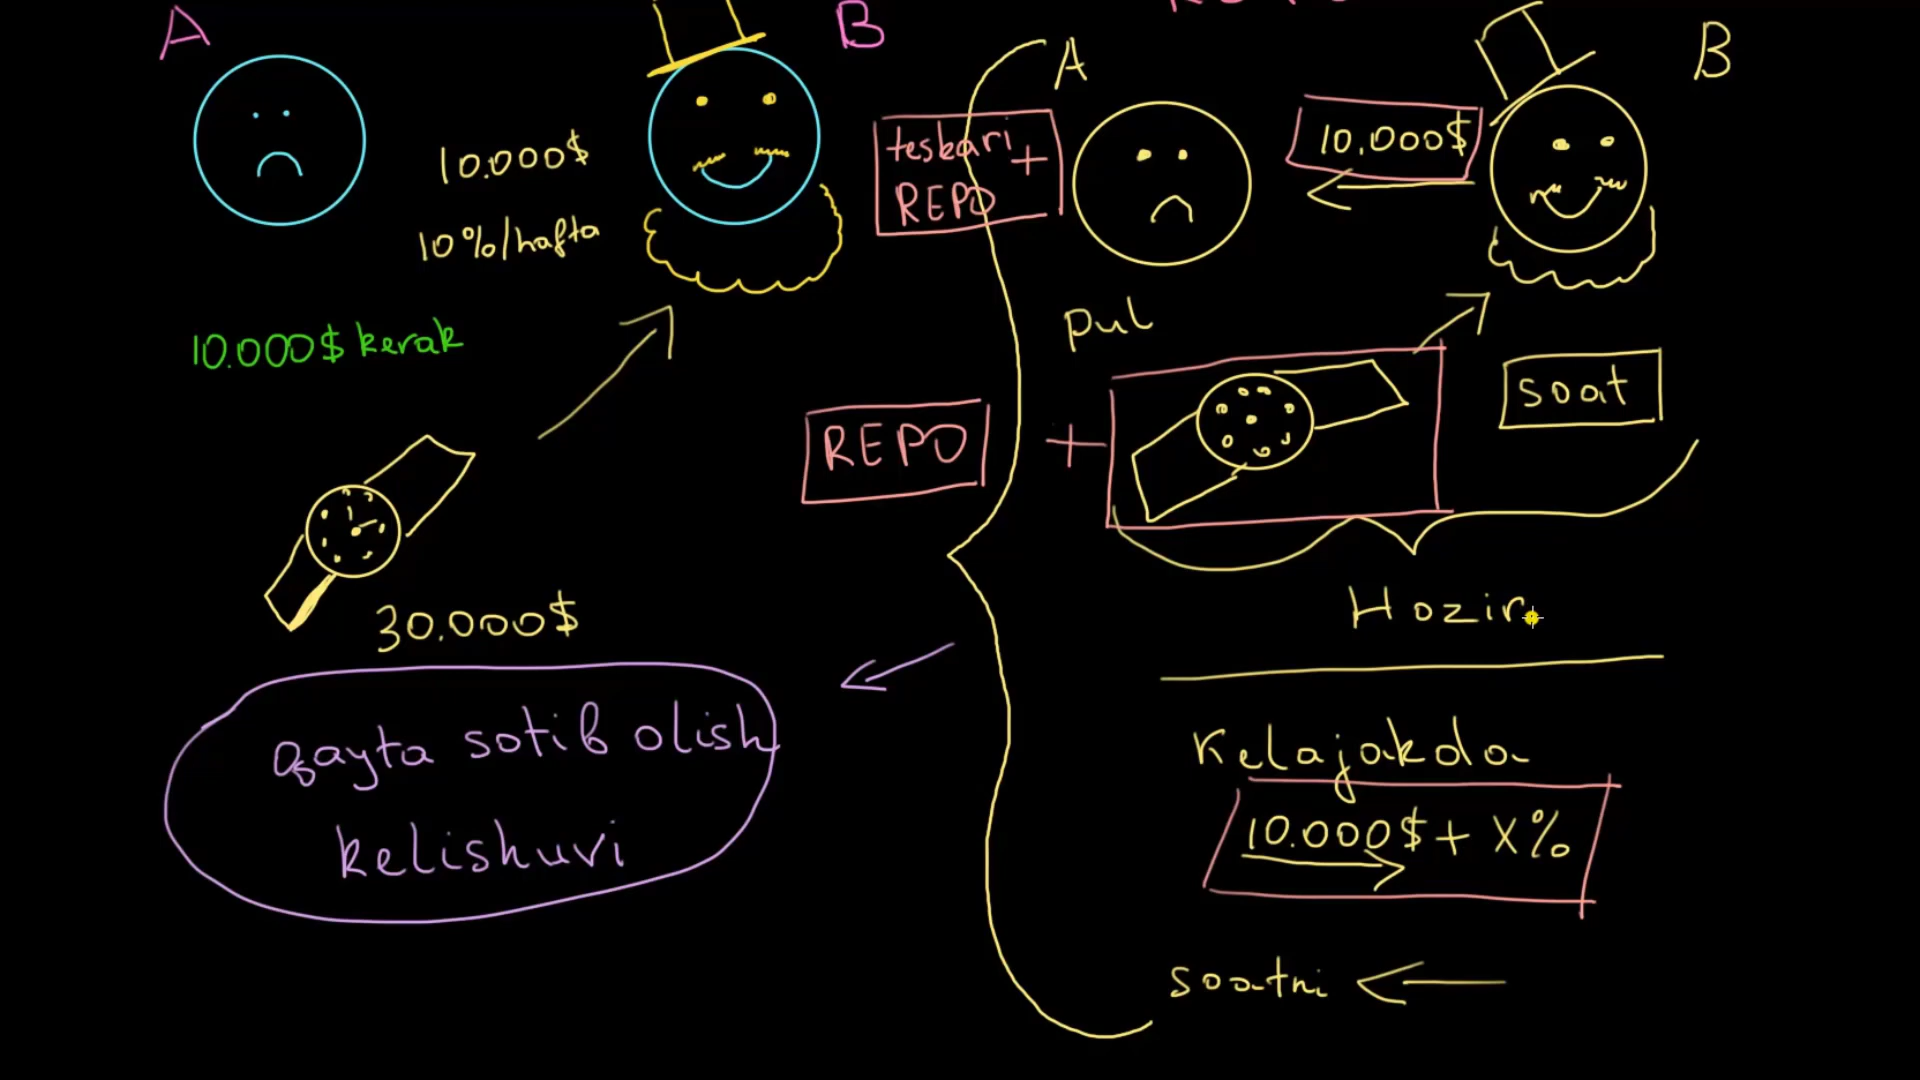 A
B
10.000$
10%/hafta
10.000$ kerak
30.000$
qayta sotib olish
kelishuvi
teskari +
REPO
REPO
A
B
10.000$
pul
+
soat
Hozir
Kelajakda
10.000$ + X%
soatni